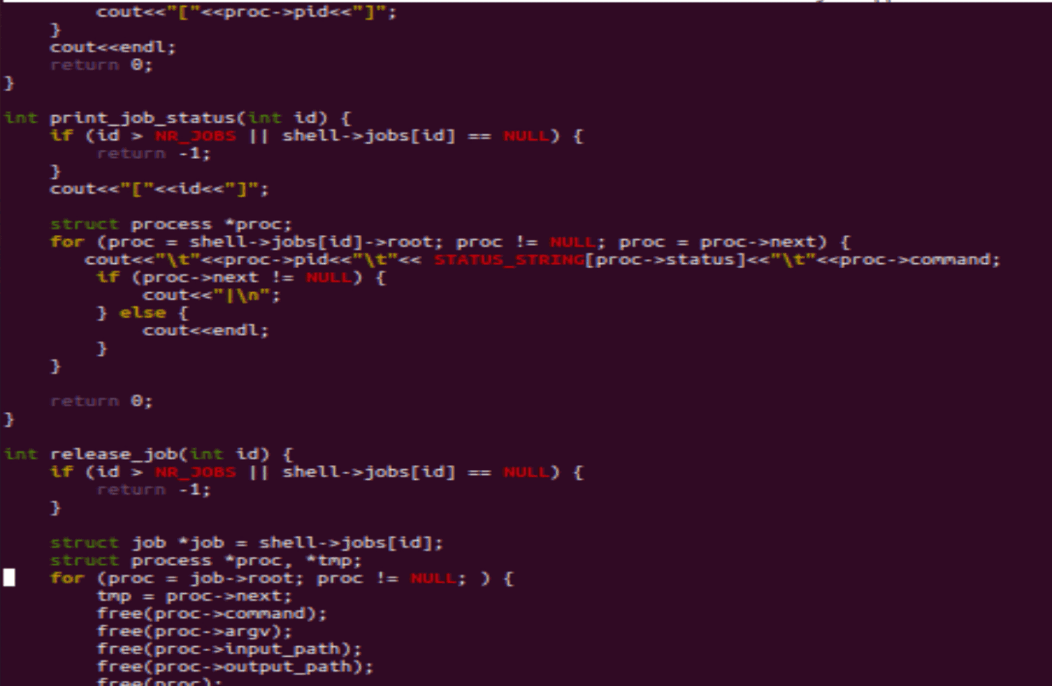 cout<<"["<<proc->pid<<"]";
    }
    cout<<endl;
    return 0;
}

int print_job_status(int id) {
    if (id > NR_JOBS || shell->jobs[id] == NULL) {
        return -1;
    }
    cout<<"["<<id<<"]";

    struct process *proc;
    for (proc = shell->jobs[id]->root; proc != NULL; proc = proc->next) {
       cout<<"\t"<<proc->pid<<"\t"<< STATUS_STRING[proc->status]<<"\t"<<proc->command;
        if (proc->next != NULL) {
            cout<<"|\n";
        } else {
            cout<<endl;
        }
    }

    return 0;
}

int release_job(int id) {
    if (id > NR_JOBS || shell->jobs[id] == NULL) {
        return -1;
    }

    struct job *job = shell->jobs[id];
    struct process *proc, *tmp;
    for (proc = job->root; proc != NULL; ) {
        tmp = proc->next;
        free(proc->command);
        free(proc->argv);
        free(proc->input_path);
        free(proc->output_path);
        free(proc);